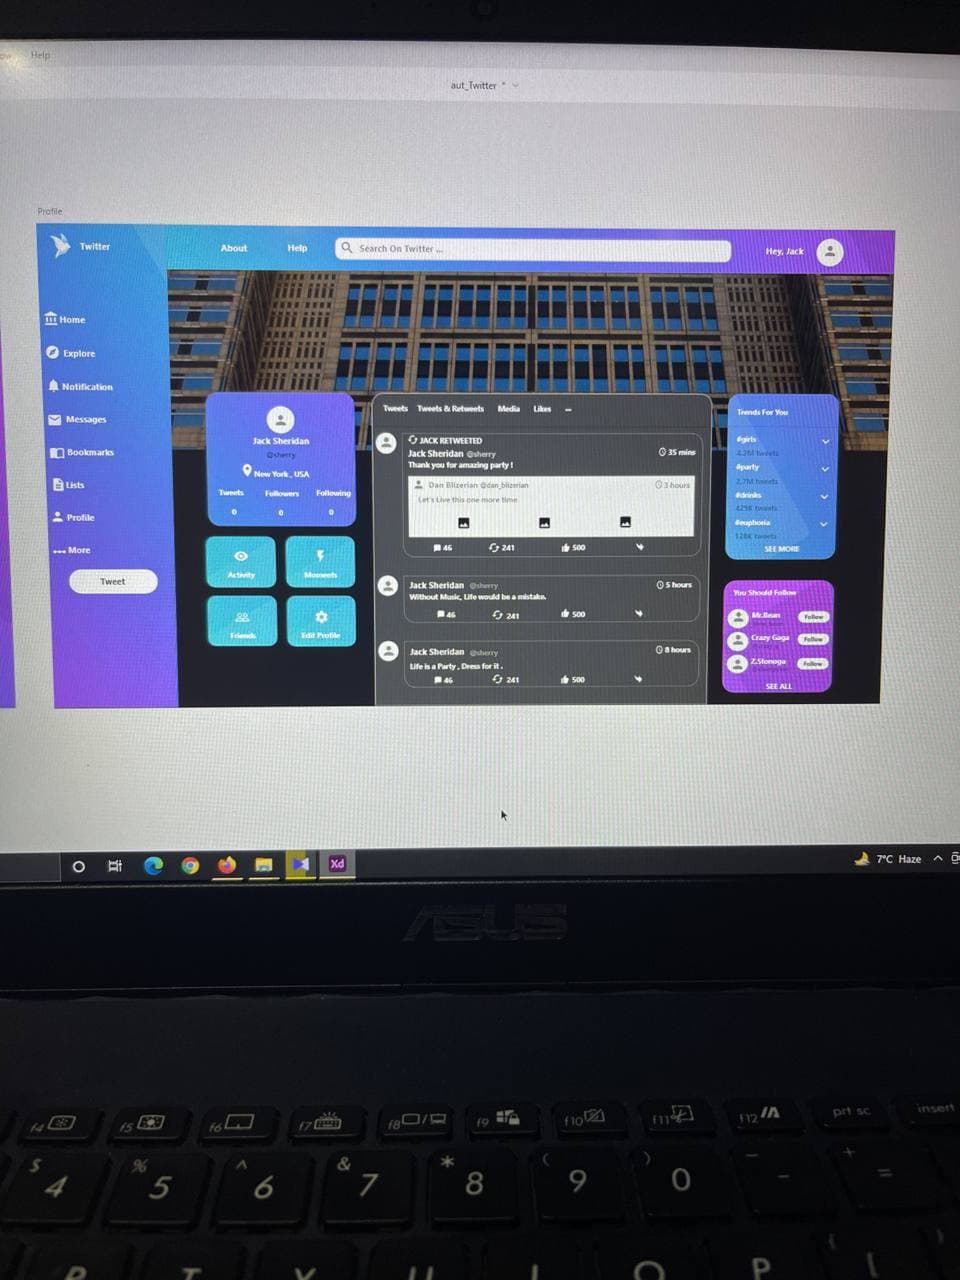 Help
aut_Twitter *
Profile
Twitter
About
Help
Search On Twitter ...
Hey, Jack
Home
Explore
Notification
Messages
Bookmarks
Lists
Profile
More
Tweet
Jack Sheridan
@sherry
New York , USA
Tweets Followers Following
0 0 0
Activity
Moments
Friends
Edit Profile
Tweets Tweets & Retweets Media Likes ...
JACK RETWEETED
Jack Sheridan @sherry 35 mins
Thank you for amazing party !
Dan Blizerian @dan_blizerian 3 hours
Let's Live this one more time
46 241 500
Jack Sheridan @sherry 5 hours
Without Music, Life would be a mistake.
46 241 500
Jack Sheridan @sherry 8 hours
Life is a Party , Dress for it .
46 241 500
Trends For You
#girls
4.2M tweets
#party
2.7M tweets
#drinks
429K tweets
#euphoria
128K tweets
SEE MORE
You Should Follow
Mr.Bean Follow
Crazy Gaga Follow
Z.Stonoga Follow
SEE ALL
Xd
7°C Haze
ASUS
f4 f5 f6 f7 f8 f9 f10 f11 f12 prt sc insert
$ % ^ & * ( ) _ +
4 5 6 7 8 9 0 - =